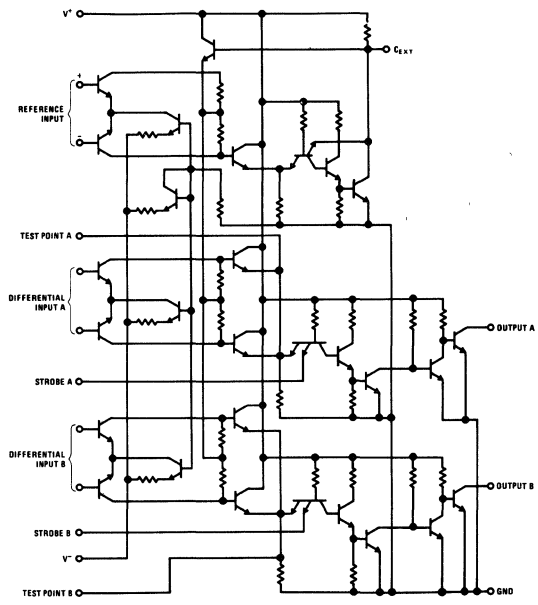 V+
CEXT
+
REFERENCE
INPUT
-
TEST POINT A
DIFFERENTIAL
INPUT A
OUTPUT A
STROBE A
DIFFERENTIAL
INPUT B
OUTPUT B
STROBE B
V-
TEST POINT B
GND